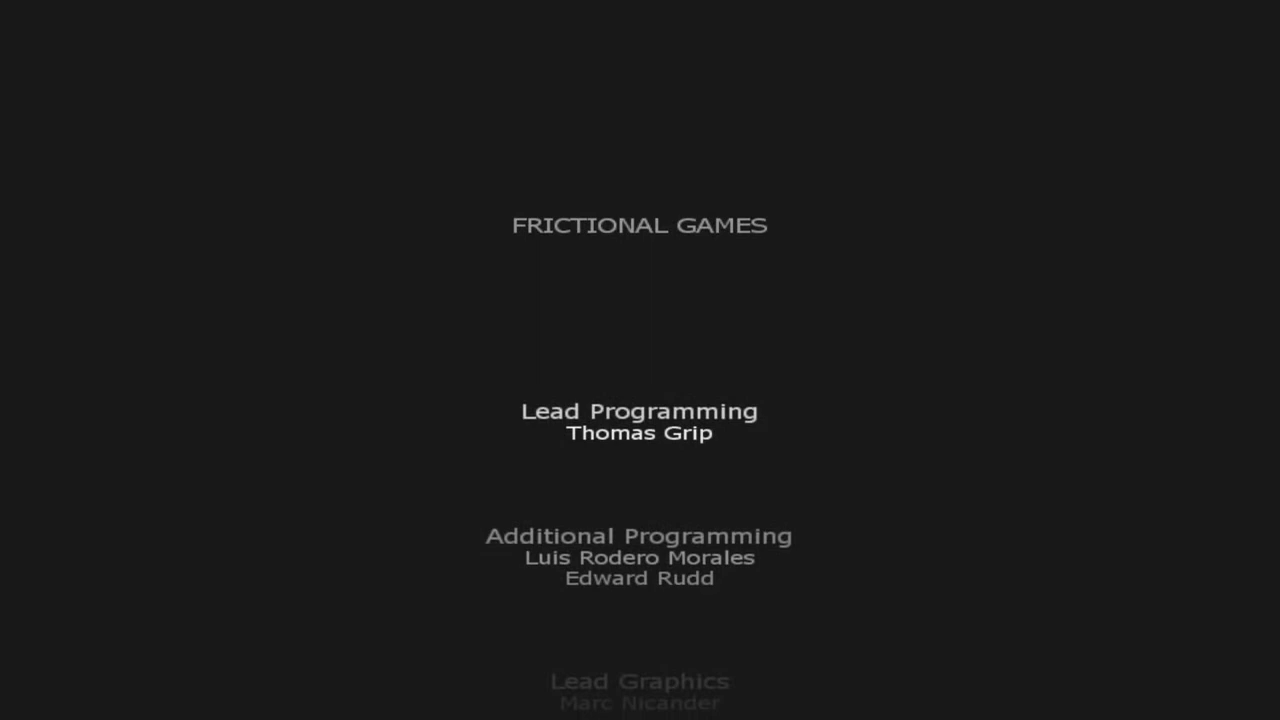 FRICTIONAL GAMES
Lead Programming
Thomas Grip
Additional Programming
Luis Rodero Morales
Edward Rudd
Lead Graphics
Marc Nicander